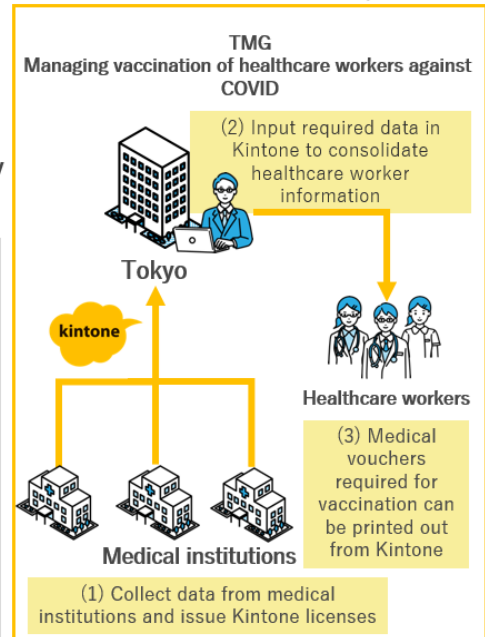 TMG
Managing vaccination of healthcare workers against
COVID
(2) Input required data in
Kintone to consolidate
healthcare worker
information
Tokyo
kintone
Healthcare workers
(3) Medical
vouchers
required for
vaccination can
be printed out
from Kintone
Medical institutions
(1) Collect data from medical
institutions and issue Kintone licenses